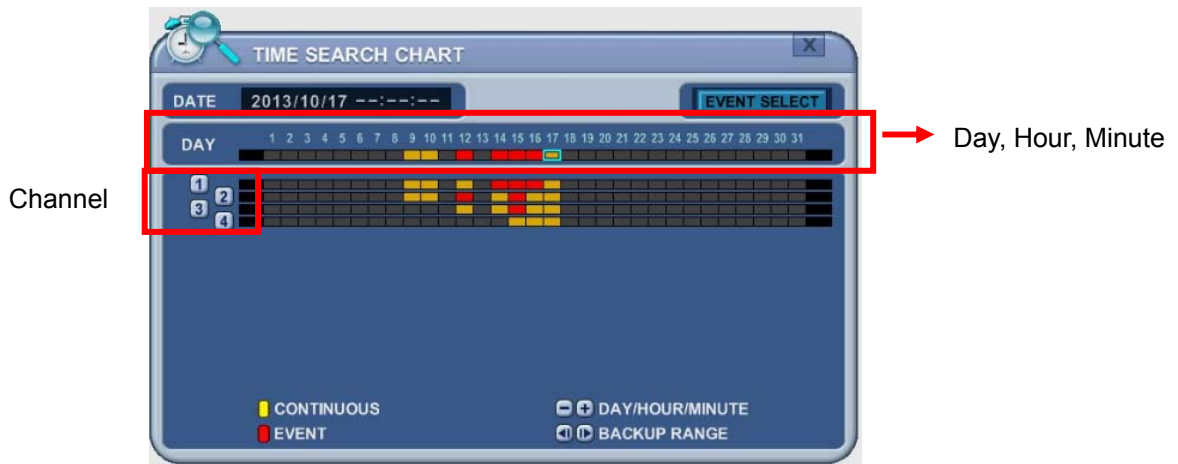 TIME SEARCH CHART
X
DATE 2013/10/17 --:--:-- EVENT SELECT
DAY 1 2 3 4 5 6 7 8 9 10 11 12 13 14 15 16 17 18 19 20 21 22 23 24 25 26 27 28 29 30 31
Day, Hour, Minute
Channel
1
2
3
4
CONTINUOUS
EVENT
DAY/HOUR/MINUTE
BACKUP RANGE